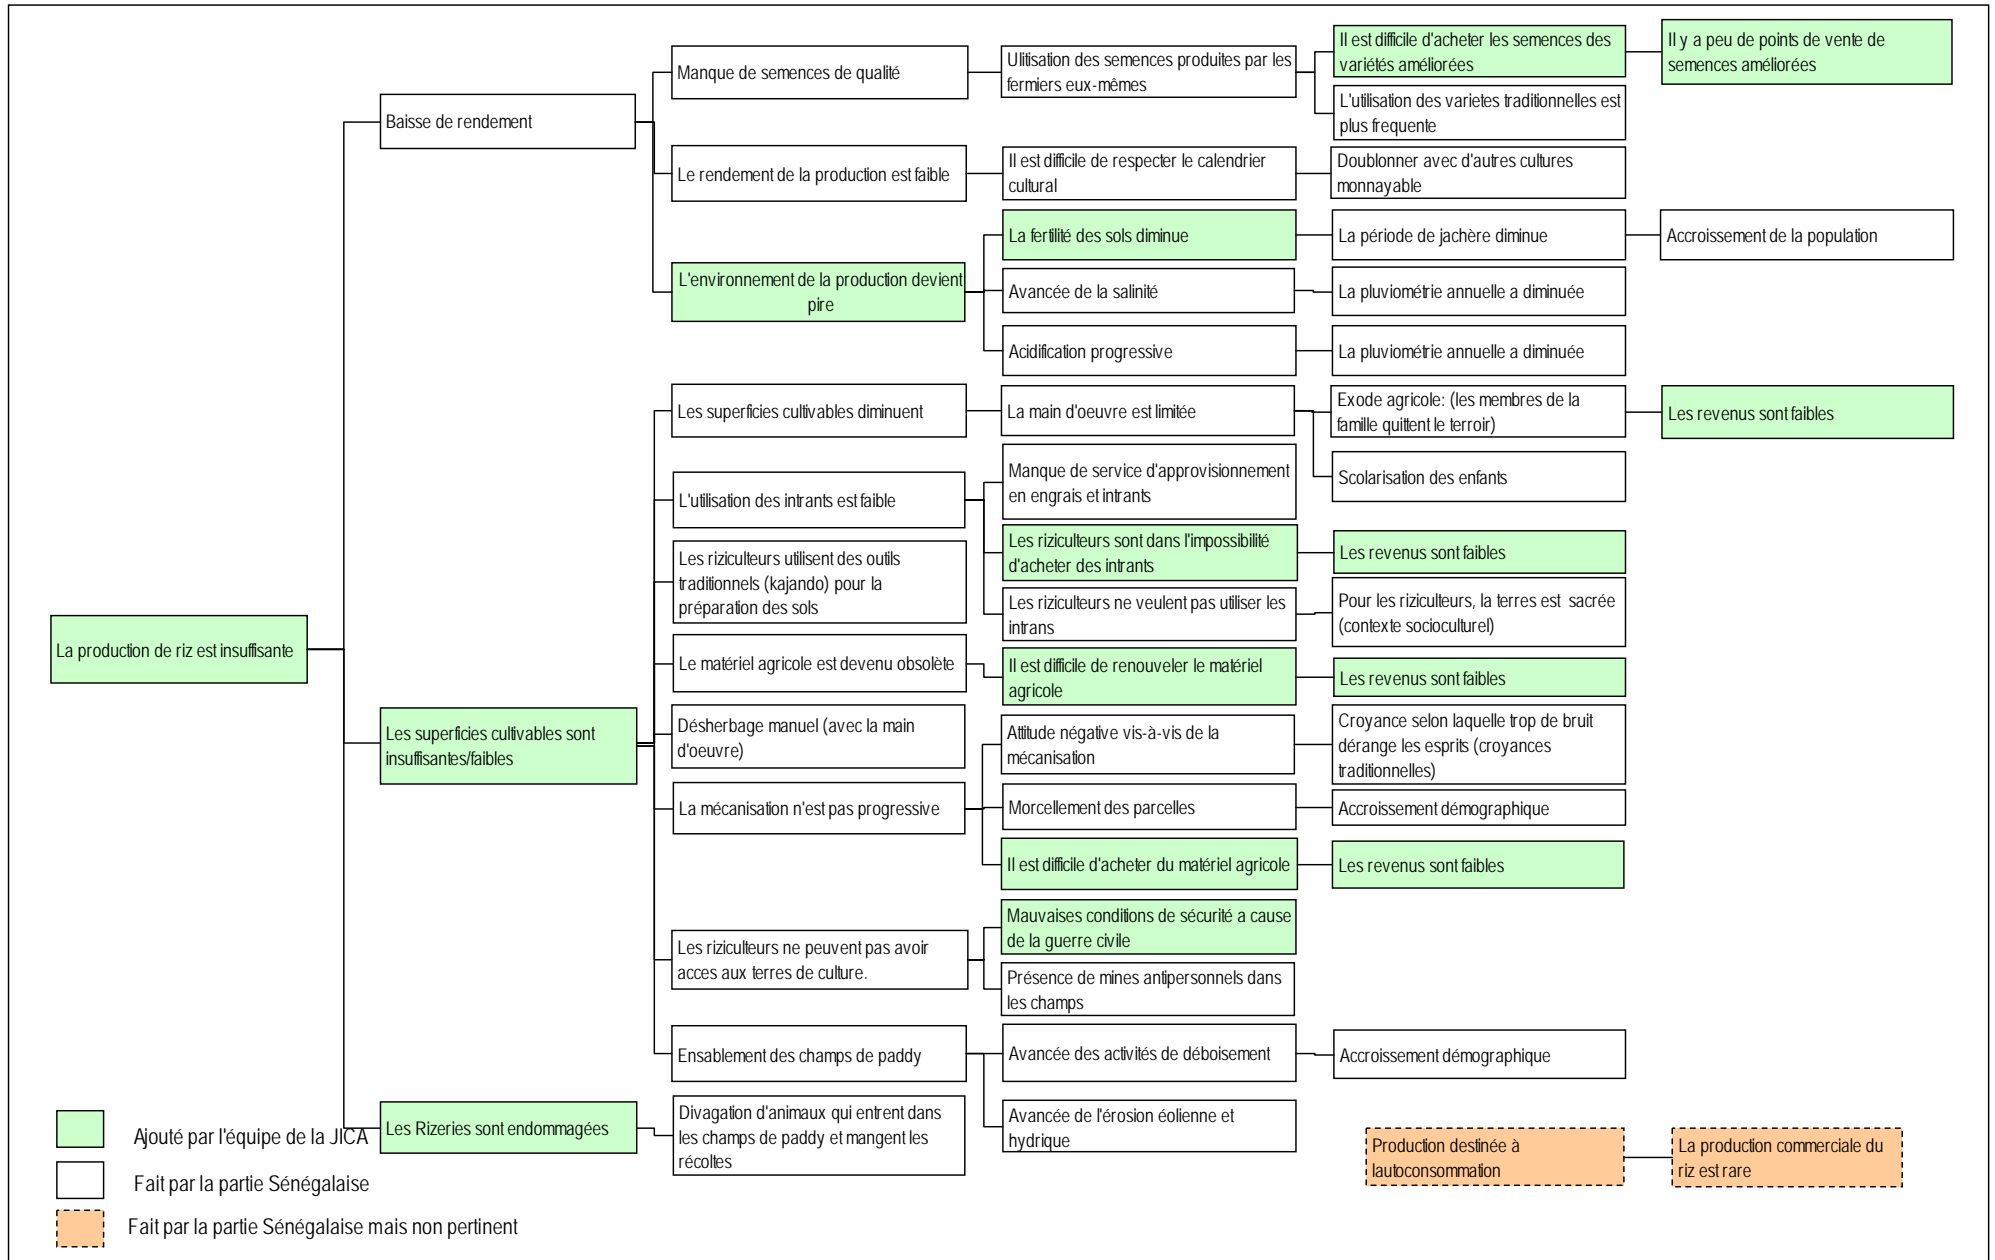 Il est difficile d'acheter les semences des
variétés améliorées
Il y a peu de points de vente de
semences améliorées
Manque de semences de qualité
Ulitisation des semences produites par les
fermiers eux-mêmes
L'utilisation des varietes traditionnelles est
plus frequente
Baisse de rendement
Le rendement de la production est faible
Il est difficile de respecter le calendrier
cultural
Doublonner avec d'autres cultures
monnayable
La fertilité des sols diminue
La période de jachère diminue
Accroissement de la population
L'environnement de la production devient
pire
Avancée de la salinité
La pluviométrie annuelle a diminuée
Acidification progressive
La pluviométrie annuelle a diminuée
Les superficies cultivables diminuent
La main d'oeuvre est limitée
Exode agricole: (les membres de la
famille quittent le terroir)
Les revenus sont faibles
Scolarisation des enfants
L'utilisation des intrants est faible
Manque de service d'approvisionnement
en engrais et intrants
Les riziculteurs sont dans l'impossibilité
d'acheter des intrants
Les revenus sont faibles
Les riziculteurs ne veulent pas utiliser les
intrans
Pour les riziculteurs, la terres est  sacrée
(contexte socioculturel)
Les riziculteurs utilisent des outils
traditionnels (kajando) pour la
préparation des sols
La production de riz est insuffisante
Le matériel agricole est devenu obsolète
Il est difficile de renouveler le matériel
agricole
Les revenus sont faibles
Les superficies cultivables sont
insuffisantes/faibles
Désherbage manuel (avec la main
d'oeuvre)
La mécanisation n'est pas progressive
Attitude négative vis-à-vis de la
mécanisation
Croyance selon laquelle trop de bruit
dérange les esprits (croyances
traditionnelles)
Morcellement des parcelles
Accroissement démographique
Il est difficile d'acheter du matériel agricole
Les revenus sont faibles
Les riziculteurs ne peuvent pas avoir
acces aux terres de culture.
Mauvaises conditions de sécurité a cause
de la guerre civile
Présence de mines antipersonnels dans
les champs
Ensablement des champs de paddy
Avancée des activités de déboisement
Accroissement démographique
Avancée de l'érosion éolienne et
hydrique
Les Rizeries sont endommagées
Divagation d'animaux qui entrent dans
les champs de paddy et mangent les
récoltes
Production destinée à
lautoconsommation
La production commerciale du
riz est rare
Ajouté par l'équipe de la JICA
Fait par la partie Sénégalaise
Fait par la partie Sénégalaise mais non pertinent